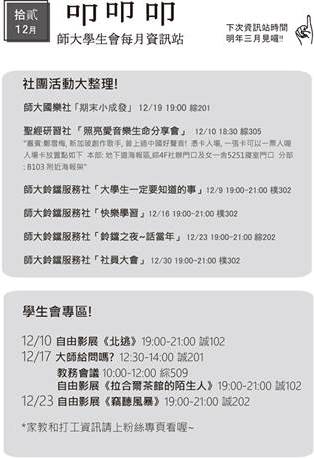 拾貳
12月
叩叩叩
師大學生會每月資訊站
下次資訊站時間
明年三月見囉!!
社團活動大整理!
師大國樂社「期末小成發」 12/19 19:00 綜201
聖經研習社「照亮愛音樂生命分享會」 12/10 18:30 綜305
"嘉賓:鄭雲梅, 新加坡創作歌手, 曾上過中國好聲音! 憑卡入場, 一張卡可以一票入場
入場卡放置點如下 本部: 地下道海報區,綜4F社辦門口及女一舍5251寢室門口 分部
: B103 附近海報架"
師大鈴鐺服務社「大學生一定要知道的事」12/9 19:00-21:00 樸302
師大鈴鐺服務社「快樂學習」12/16 19:00-21:00 樸302
師大鈴鐺服務社「鈴鐺之夜~話當年」 12/23 19:00-21:00 綜202
師大鈴鐺服務社「社員大會」 12/30 19:00-21:00 樸302
學生會專區!
12/10 自由影展《北逃》19:00-21:00 誠102
12/17 大師給問嗎? 12:30-14:00 誠201
教務會議 10:00-12:00 綜509
自由影展《拉合爾茶館的陌生人》19:00-21:00 誠102
12/23 自由影展《竊聽風暴》19:00-21:00 誠202
*家教和打工資訊請上粉絲專頁看喔~